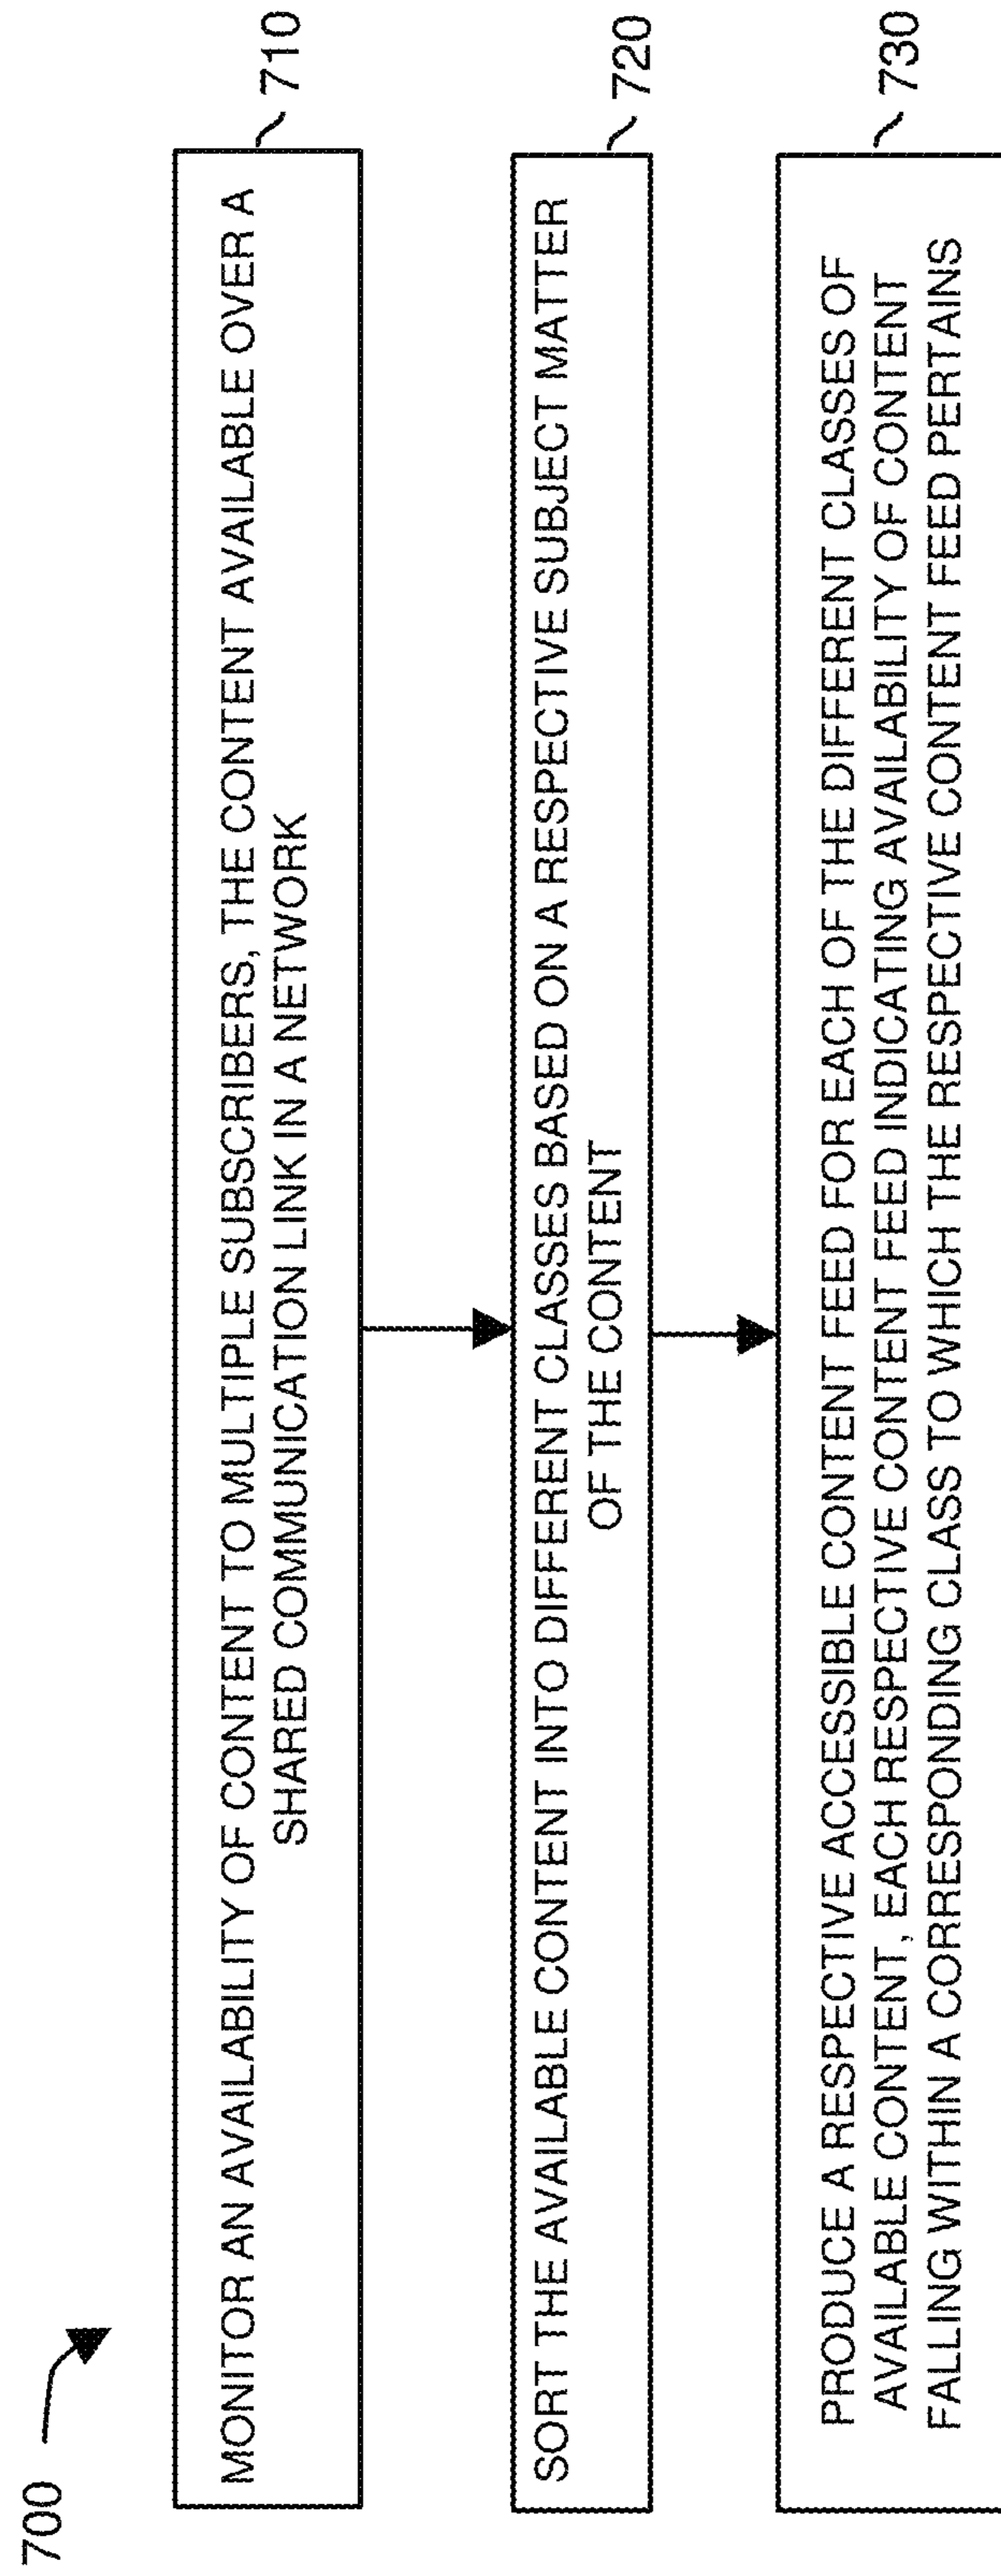 700
MONITOR AN AVAILABILITY OF CONTENT TO MULTIPLE SUBSCRIBERS, THE CONTENT AVAILABLE OVER A
SHARED COMMUNICATION LINK IN A NETWORK
710
SORT THE AVAILABLE CONTENT INTO DIFFERENT CLASSES BASED ON A RESPECTIVE SUBJECT MATTER
OF THE CONTENT
720
PRODUCE A RESPECTIVE ACCESSIBLE CONTENT FEED FOR EACH OF THE DIFFERENT CLASSES OF
AVAILABLE CONTENT, EACH RESPECTIVE CONTENT FEED INDICATING AVAILABILITY OF CONTENT
FALLING WITHIN A CORRESPONDING CLASS TO WHICH THE RESPECTIVE CONTENT FEED PERTAINS
730